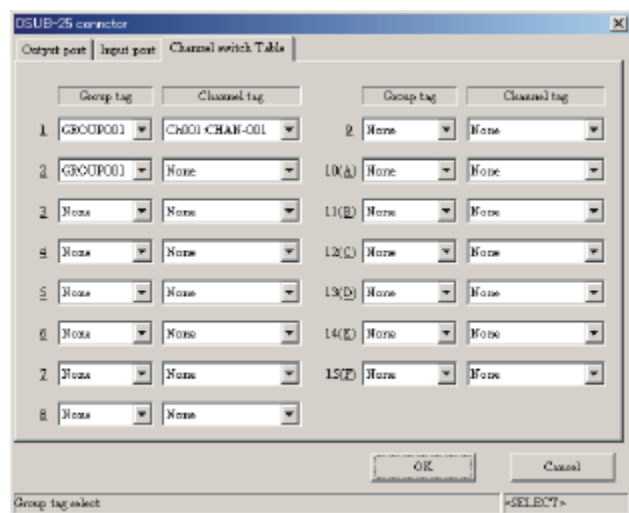 DSUB-25 connector
Output port Input port Channel switch Table
Group tag Channel tag Group tag Channel tag
1 GROUP001 Ch001:CHAN-001 9 None None
2 GROUP001 None 10(A) None None
3 None None 11(B) None None
4 None None 12(C) None None
5 None None 13(D) None None
6 None None 14(E) None None
7 None None 15(F) None None
8 None None
OK Cancel
Group tag select <SELECT>